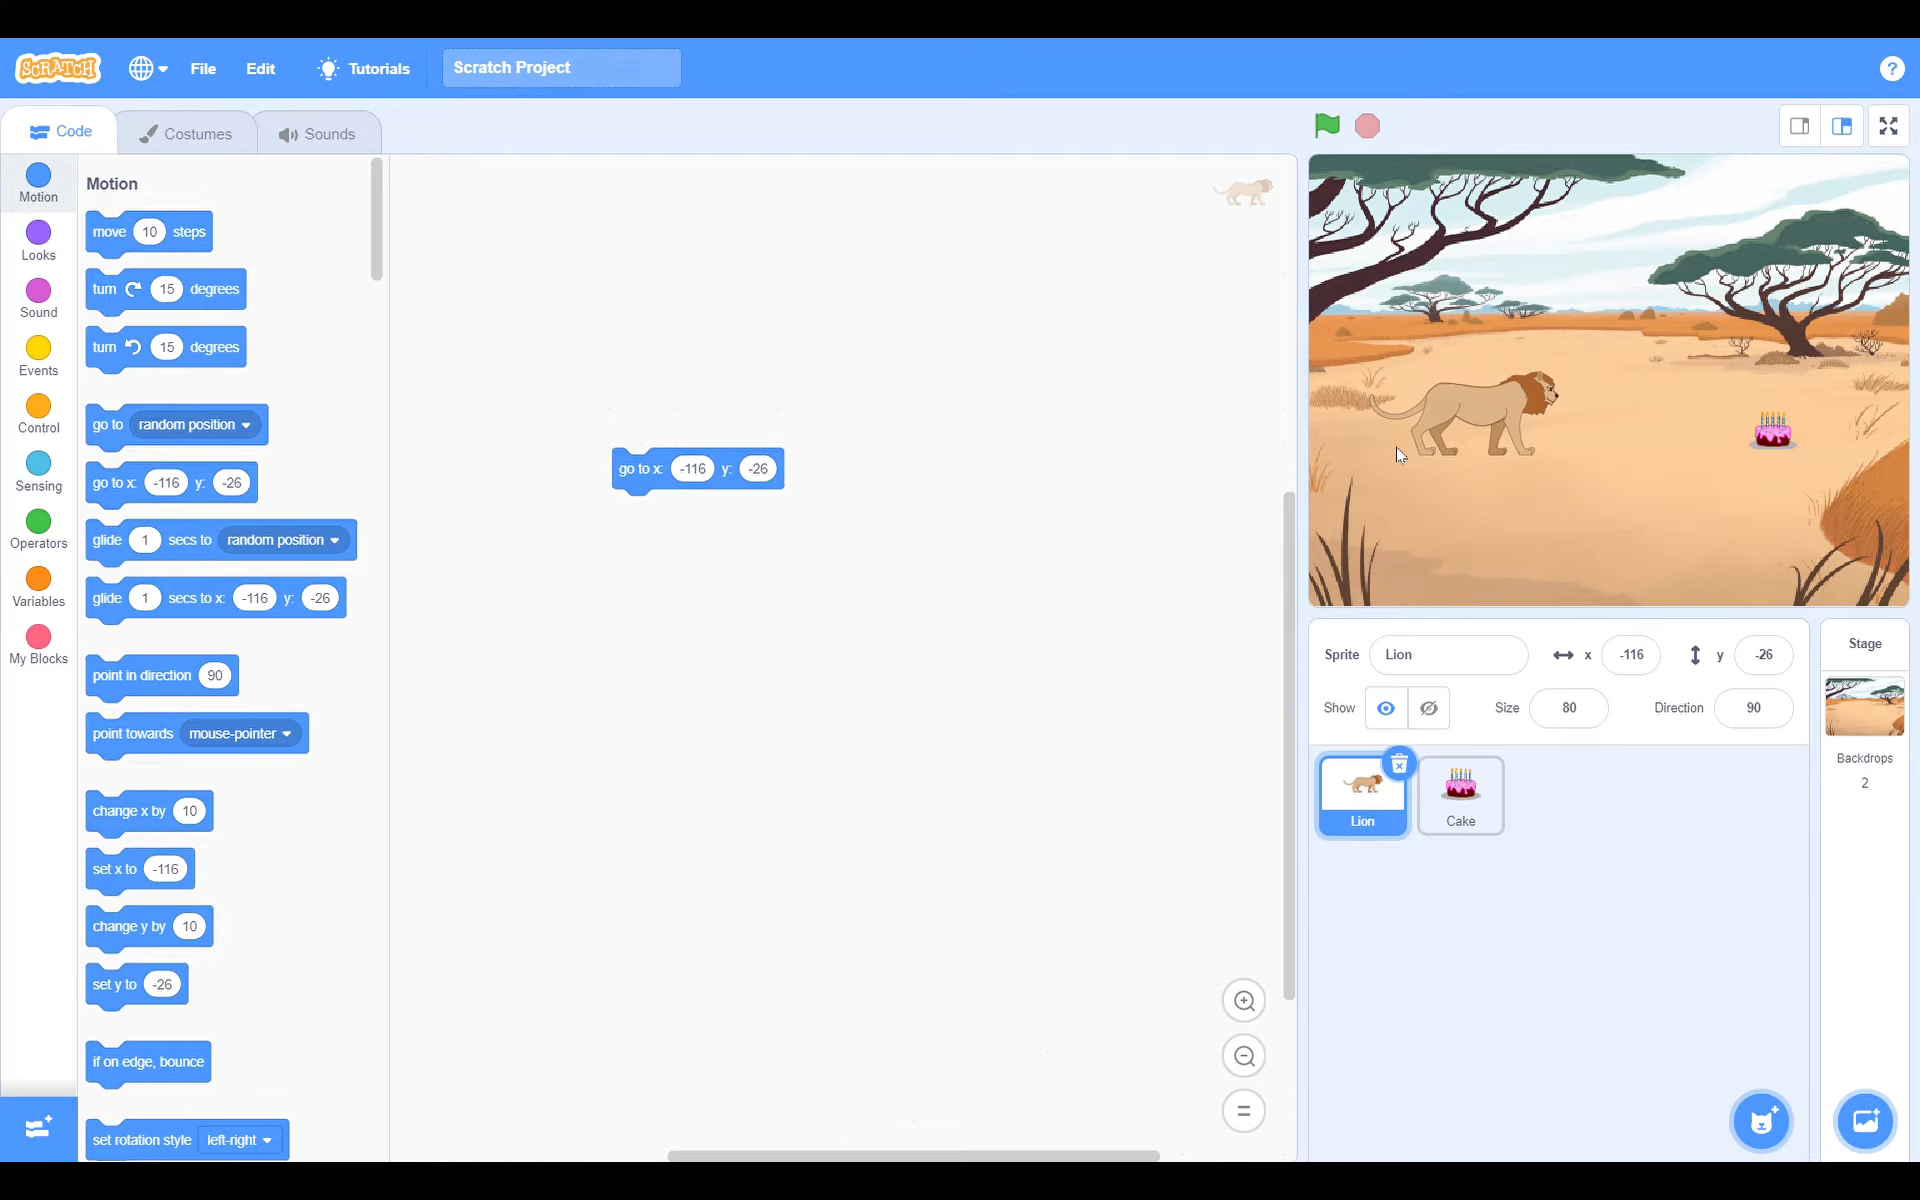 SCRATCH File Edit Tutorials Scratch Project ?
Code Costumes Sounds
Motion
Looks
Sound
Events
Control
Sensing
Operators
Variables
My Blocks
Motion
move 10 steps
turn 15 degrees
turn 15 degrees
go to random position
go to x: -116 y: -26
glide 1 secs to random position
glide 1 secs to x: -116 y: -26
point in direction 90
point towards mouse-pointer
change x by 10
set x to -116
change y by 10
set y to -26
if on edge, bounce
set rotation style left-right
go to x: -116 y: -26
Sprite Lion x -116 y -26
Show Size 80 Direction 90
Lion
Cake
Stage
Backdrops
2